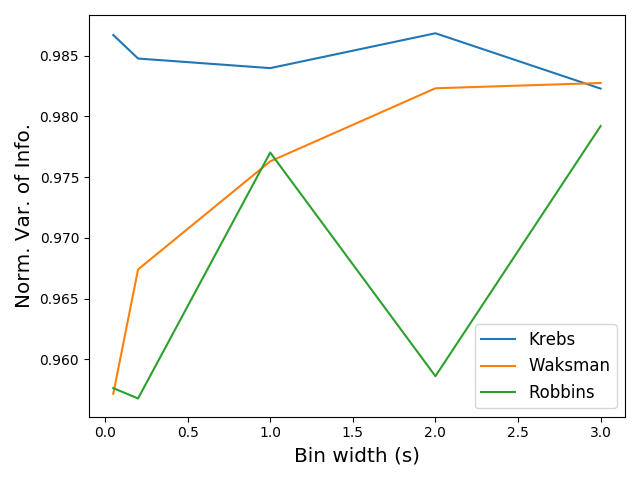 0.985
0.980
0.975
0.970
0.965
0.960
Norm. Var. of Info.
Krebs
Waksman
Robbins
0.0 0.5 1.0 1.5 2.0 2.5 3.0
Bin width (s)